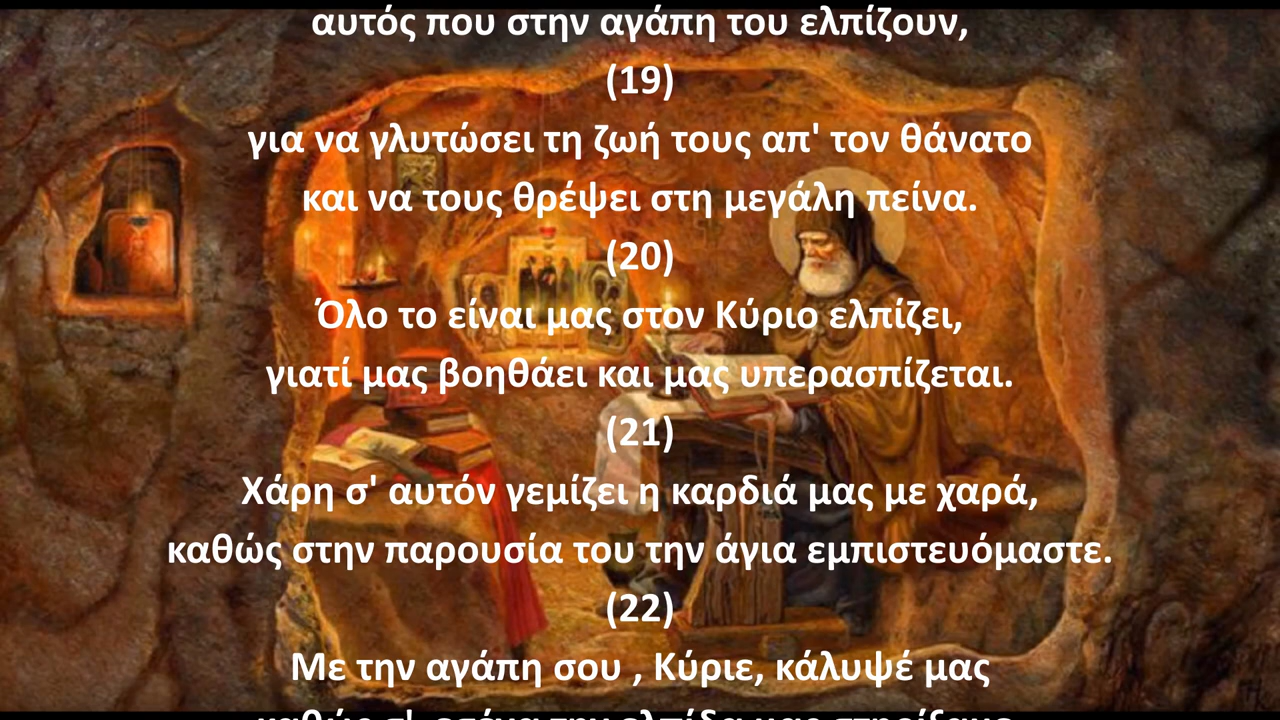 αυτός που στην αγάπη του ελπίζουν,
(19)
για να γλυτώσει τη ζωή τους απ' τον θάνατο
και να τους θρέψει στη μεγάλη πείνα.
(20)
Όλο το είναι μας στον Κύριο ελπίζει,
γιατί μας βοηθάει και μας υπερασπίζεται.
(21)
Χάρη σ' αυτόν γεμίζει η καρδιά μας με χαρά,
καθώς στην παρουσία του την άγια εμπιστευόμαστε.
(22)
Με την αγάπη σου , Κύριε, κάλυψέ μας